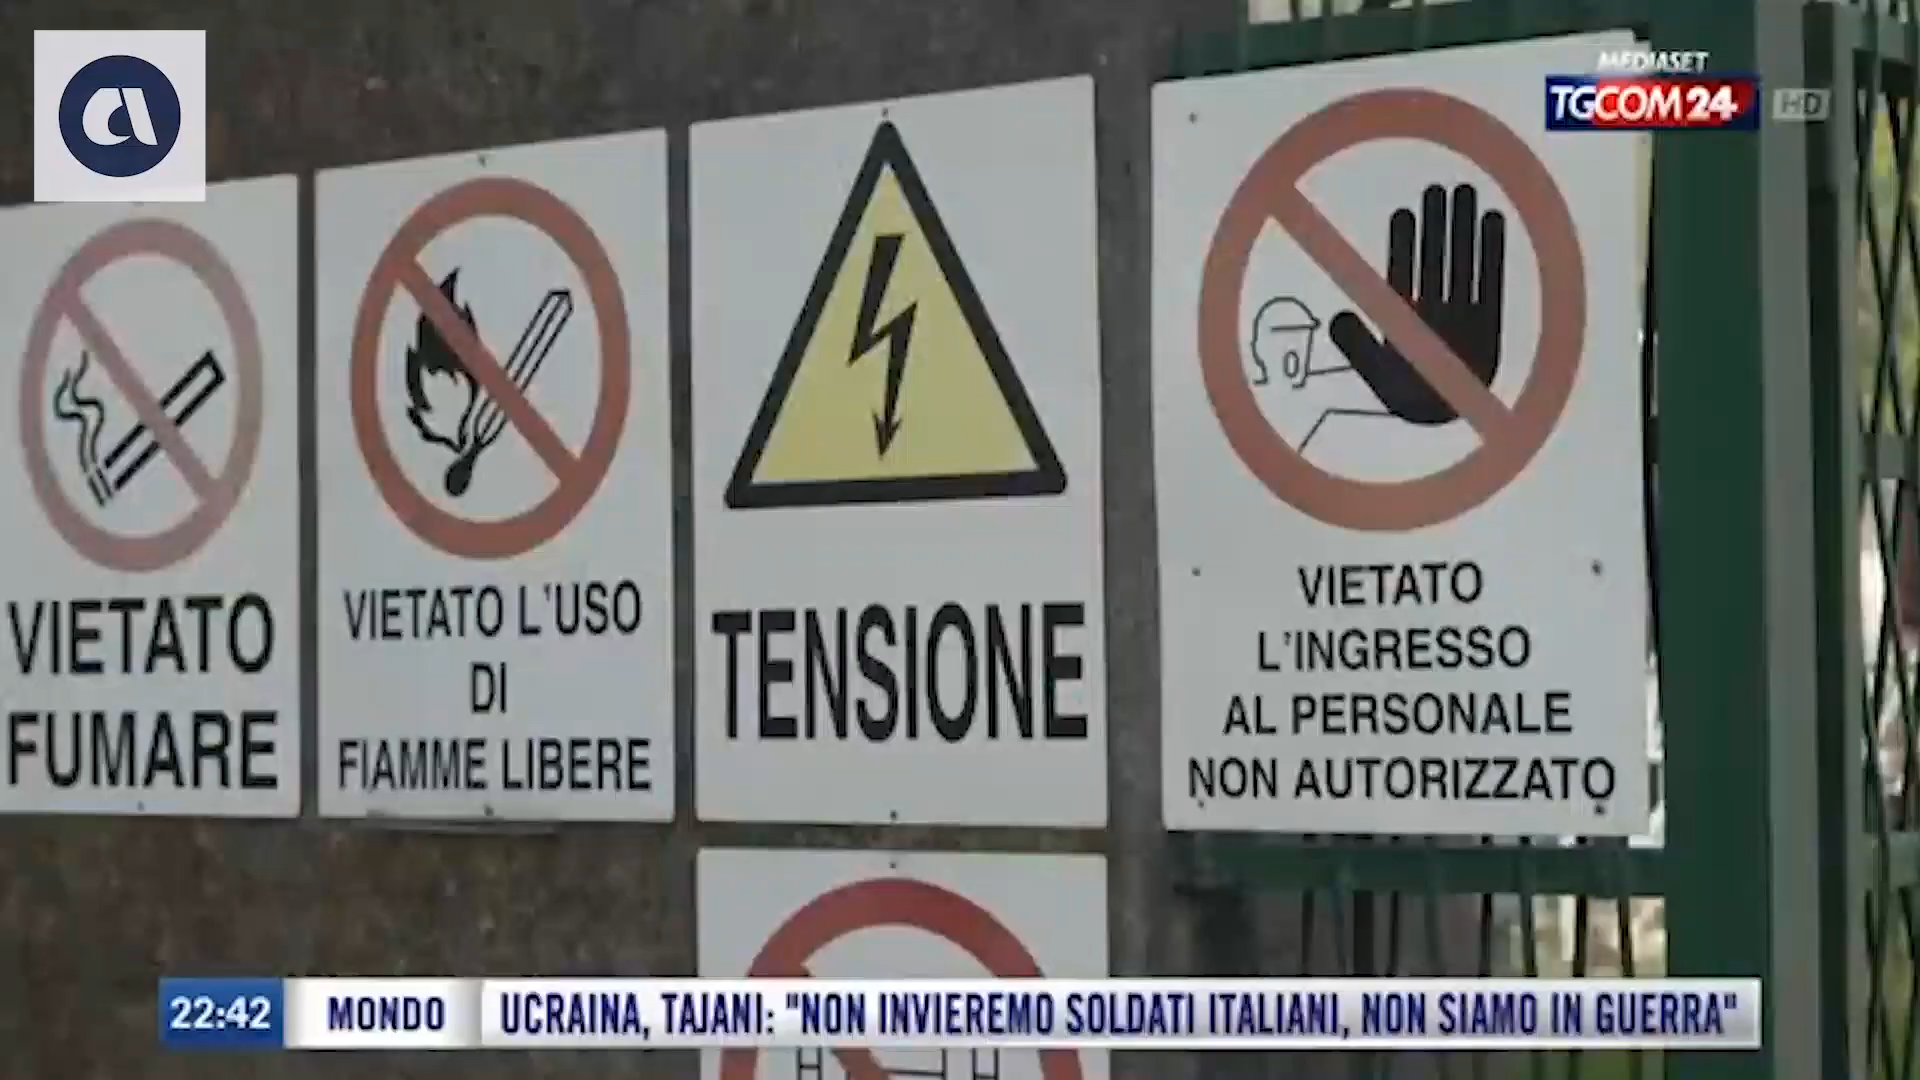 MEDIASET
TGCOM24 HD
VIETATO
FUMARE
VIETATO L'USO
DI
FIAMME LIBERE
TENSIONE
VIETATO
L'INGRESSO
AL PERSONALE
NON AUTORIZZATO
22:42 MONDO UCRAINA, TAJANI: "NON INVIEREMO SOLDATI ITALIANI, NON SIAMO IN GUERRA"